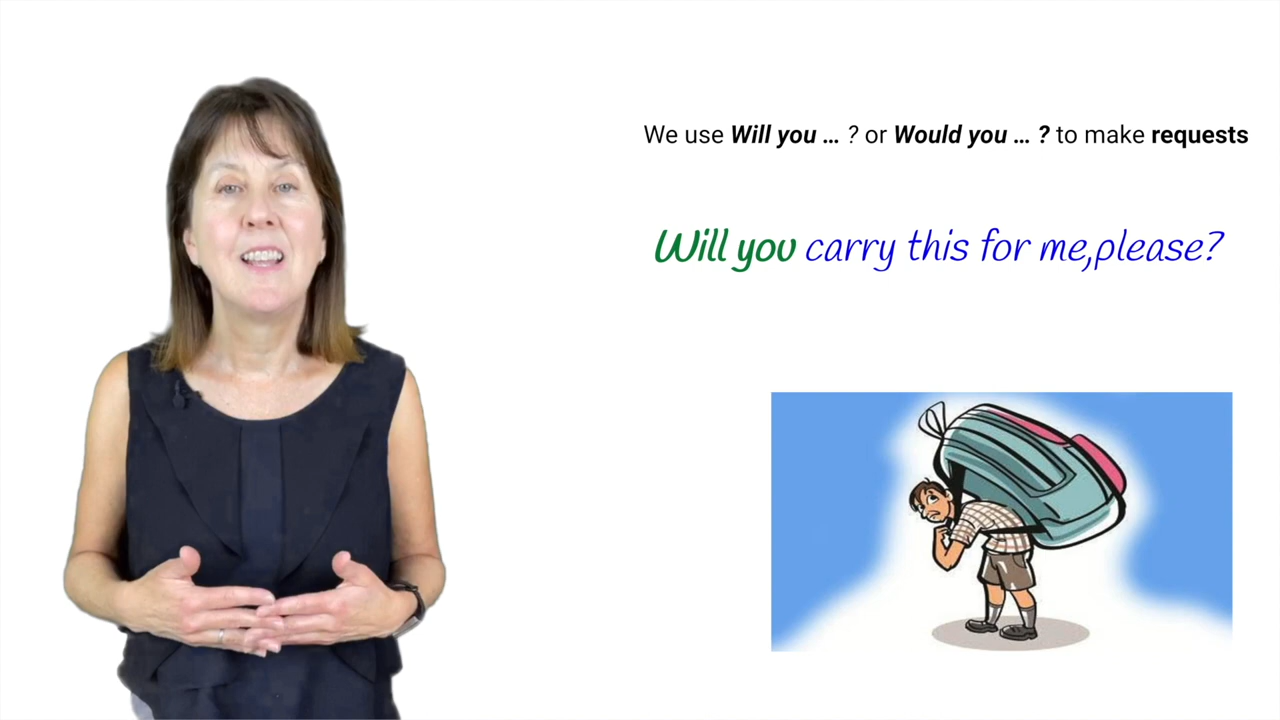 We use Will you ... ? or Would you ... ? to make requests
Will you carry this for me,please?